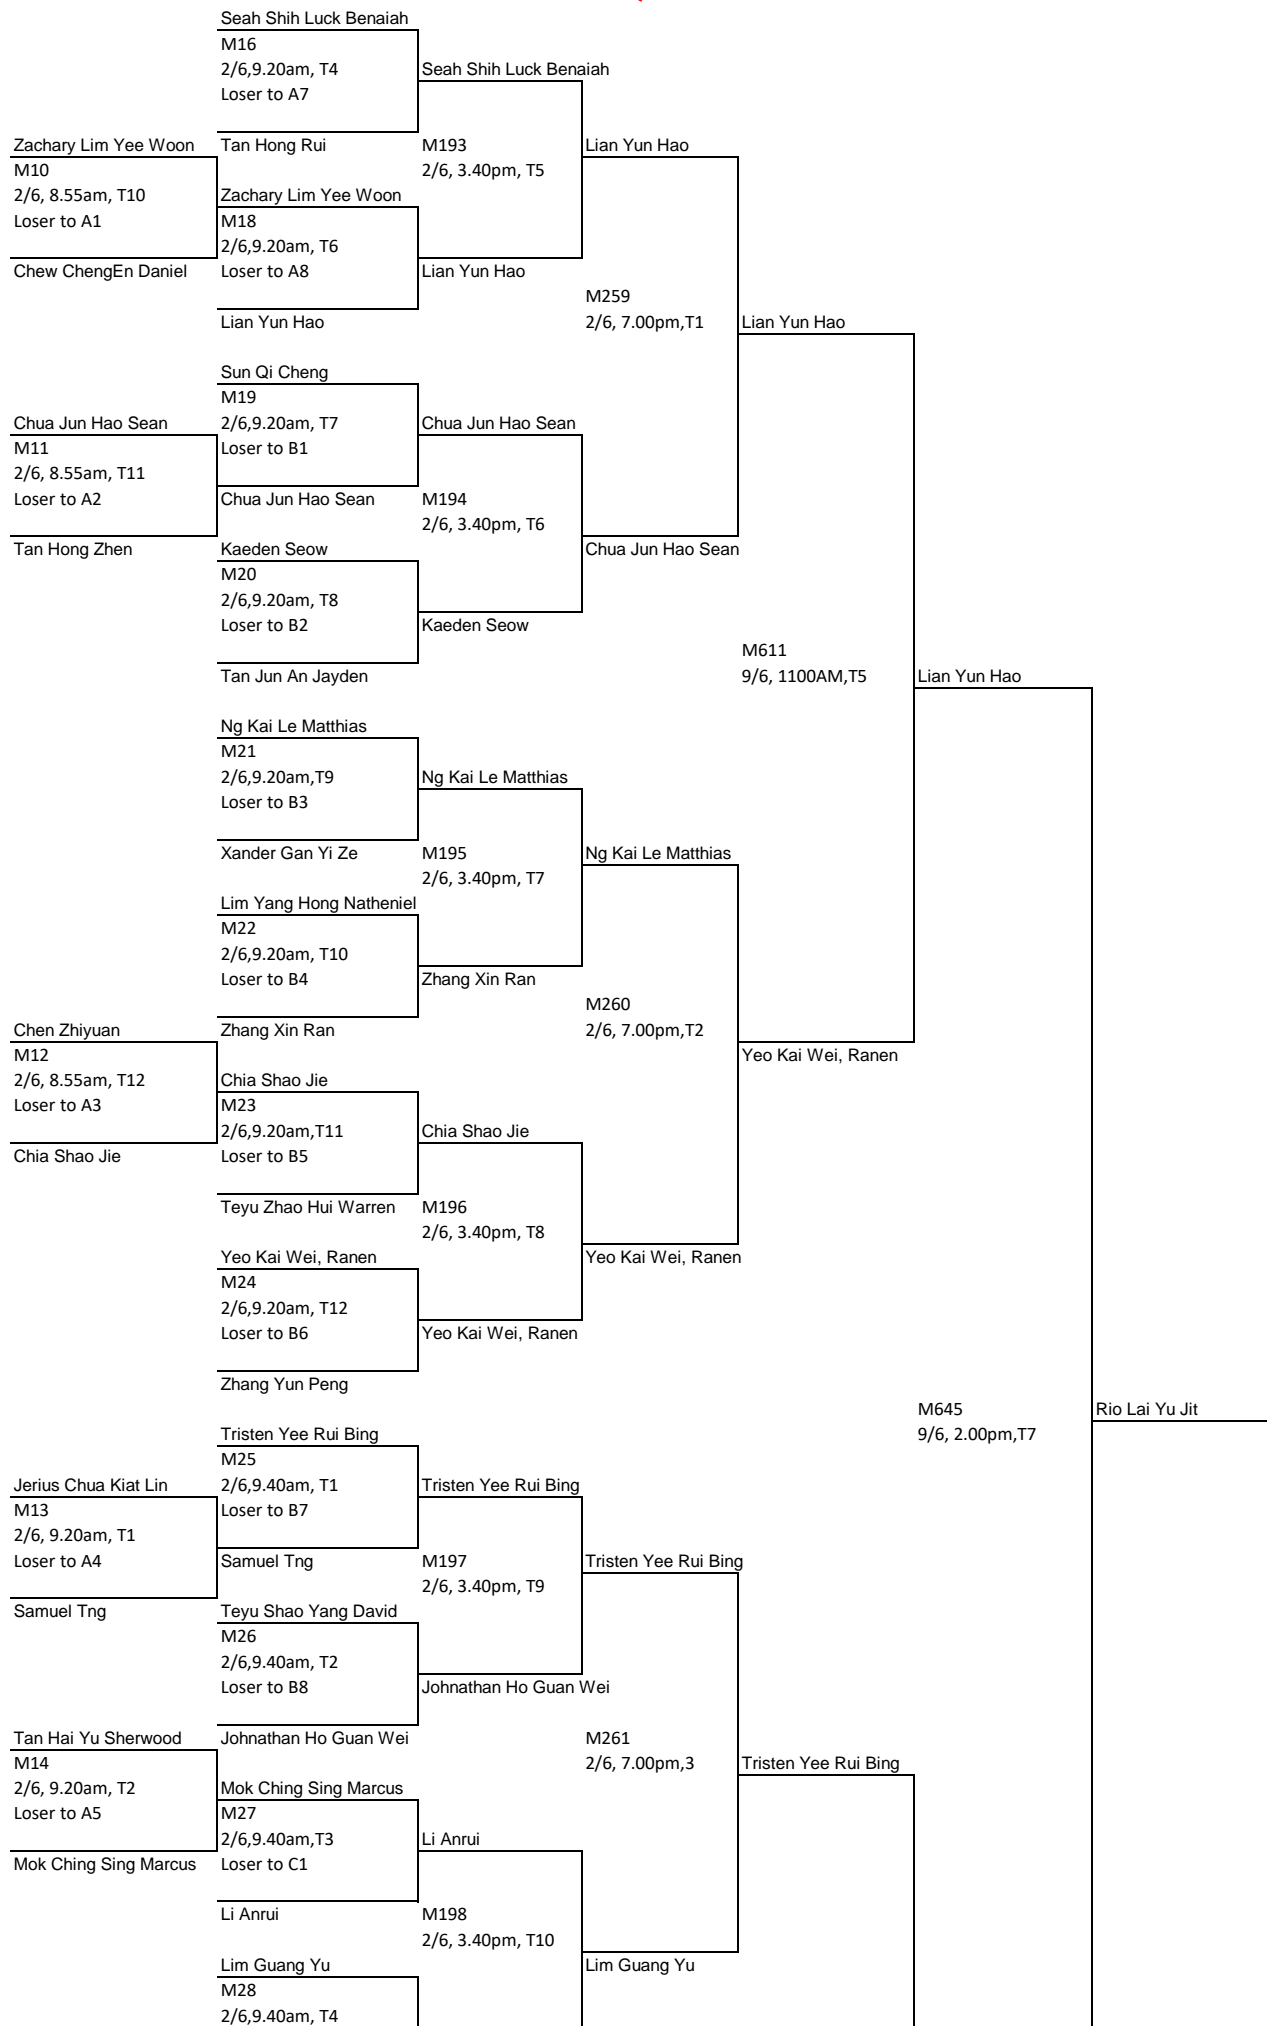 Seah Shih Luck Benaiah
M16
2/6,9.20am, T4
Seah Shih Luck Benaiah
Loser to A7
Zachary Lim Yee Woon
Tan Hong Rui
M193
Lian Yun Hao
M10
2/6, 3.40pm, T5
2/6, 8.55am, T10
Zachary Lim Yee Woon
Loser to A1
M18
2/6,9.20am, T6
Chew ChengEn Daniel
Loser to A8
Lian Yun Hao
M259
Lian Yun Hao
2/6, 7.00pm,T1
Lian Yun Hao
Sun Qi Cheng
M19
Chua Jun Hao Sean
2/6,9.20am, T7
Chua Jun Hao Sean
M11
Loser to B1
2/6, 8.55am, T11
Loser to A2
Chua Jun Hao Sean
M194
2/6, 3.40pm, T6
Tan Hong Zhen
Kaeden Seow
Chua Jun Hao Sean
M20
2/6,9.20am, T8
Loser to B2
Kaeden Seow
M611
Tan Jun An Jayden
9/6, 1100AM,T5
Lian Yun Hao
Ng Kai Le Matthias
M21
2/6,9.20am,T9
Ng Kai Le Matthias
Loser to B3
Xander Gan Yi Ze
M195
Ng Kai Le Matthias
2/6, 3.40pm, T7
Lim Yang Hong Natheniel
M22
2/6,9.20am, T10
Loser to B4
Zhang Xin Ran
M260
Chen Zhiyuan
Zhang Xin Ran
2/6, 7.00pm,T2
M12
Yeo Kai Wei, Ranen
2/6, 8.55am, T12
Chia Shao Jie
Loser to A3
M23
2/6,9.20am,T11
Chia Shao Jie
Chia Shao Jie
Loser to B5
Teyu Zhao Hui Warren
M196
2/6, 3.40pm, T8
Yeo Kai Wei, Ranen
Yeo Kai Wei, Ranen
M24
2/6,9.20am, T12
Loser to B6
Yeo Kai Wei, Ranen
Zhang Yun Peng
M645
Rio Lai Yu Jit
Tristen Yee Rui Bing
9/6, 2.00pm,T7
M25
Jerius Chua Kiat Lin
2/6,9.40am, T1
Tristen Yee Rui Bing
M13
Loser to B7
2/6, 9.20am, T1
Loser to A4
Samuel Tng
M197
Tristen Yee Rui Bing
2/6, 3.40pm, T9
Samuel Tng
Teyu Shao Yang David
M26
2/6,9.40am, T2
Loser to B8
Johnathan Ho Guan Wei
Tan Hai Yu Sherwood
Johnathan Ho Guan Wei
M261
M14
2/6, 7.00pm,3
Tristen Yee Rui Bing
2/6, 9.20am, T2
Mok Ching Sing Marcus
Loser to A5
M27
2/6,9.40am,T3
Li Anrui
Mok Ching Sing Marcus
Loser to C1
Li Anrui
M198
2/6, 3.40pm, T10
Lim Guang Yu
Lim Guang Yu
M28
2/6,9.40am, T4